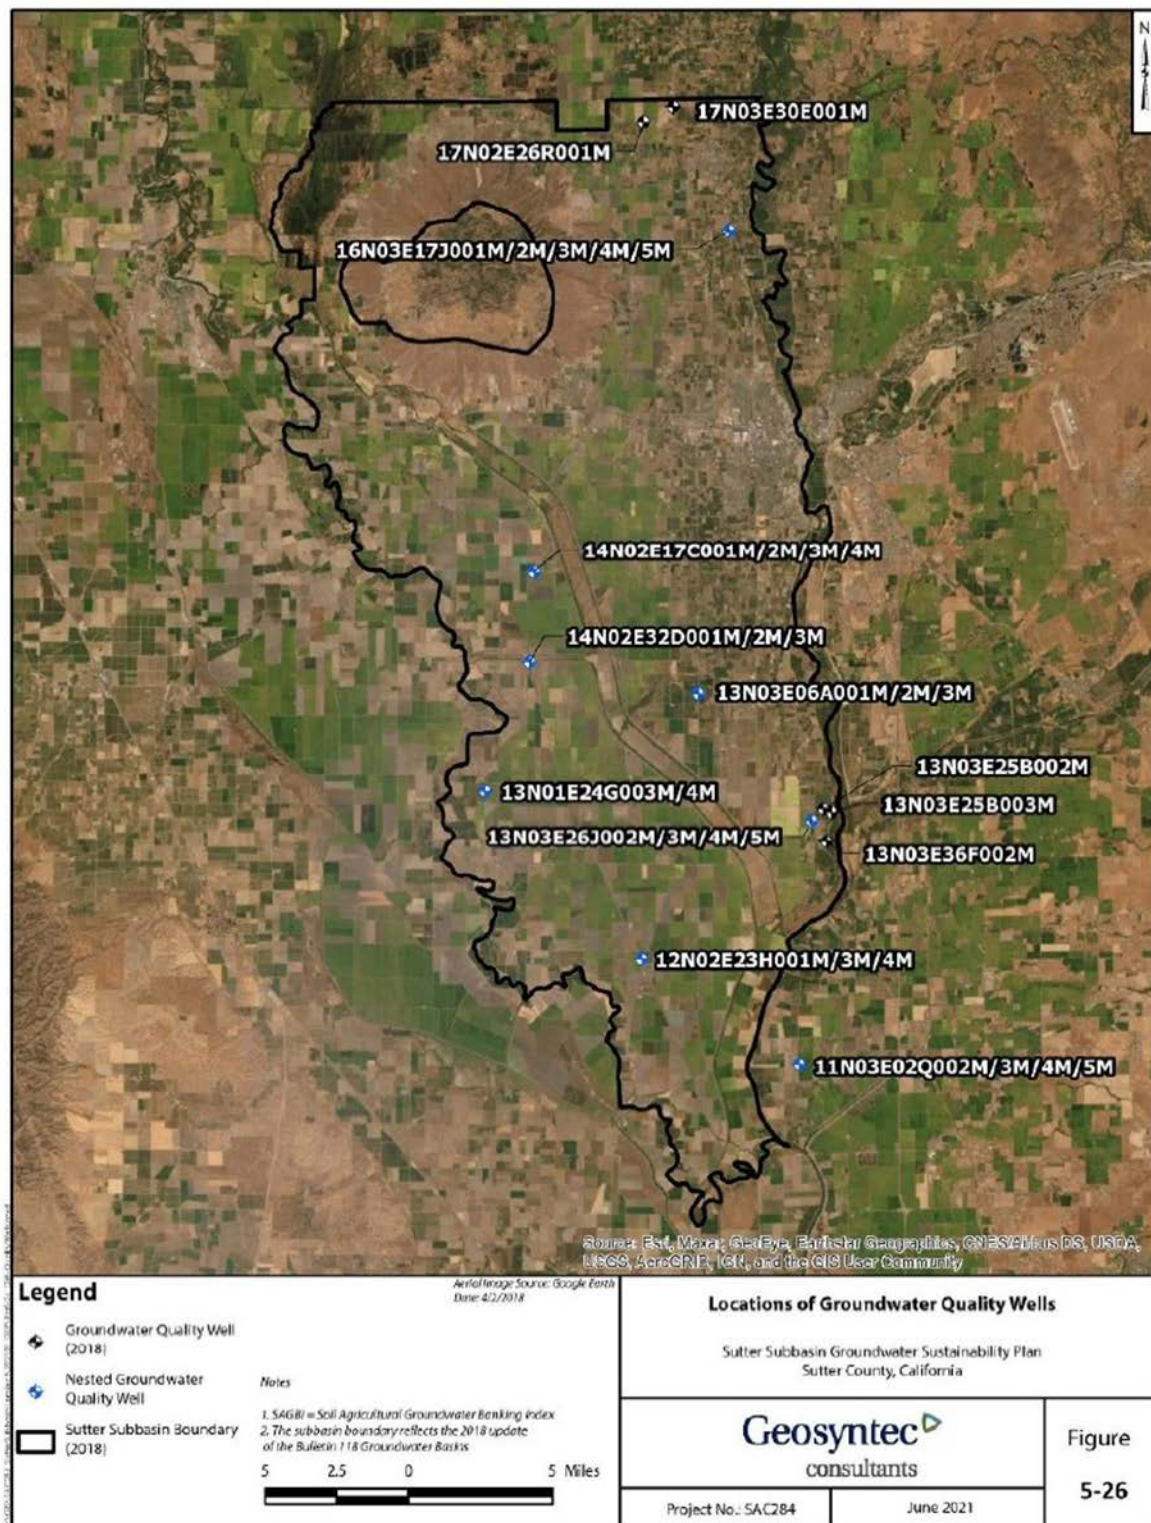 N
17N03E30E001M
17N02E26R001M
16N03E17J001M/2M/3M/4M/5M
14N02E17C001M/2M/3M/4M
14N02E32D001M/2M/3M
13N03E06A001M/2M/3M
13N03E25B002M
13N01E24G003M/4M
13N03E25B003M
13N03E26J002M/3M/4M/5M
13N03E36F002M
12N02E23H001M/3M/4M
11N03E02Q002M/3M/4M/5M
Source: Esri, Maxar, GeoEye, Earthstar Geographics, CNES/Airbus DS, USDA,
USGS, AeroGRID, IGN, and the GIS User Community
Legend
Aerial Image Source: Google Earth
Date: 4/2/2018
Groundwater Quality Well
(2018)
Nested Groundwater
Quality Well
Sutter Subbasin Boundary
(2018)
Notes
1. SAGBI = Soil Agricultural Groundwater Banking Index
2. The subbasin boundary reflects the 2018 update
of the Bulletin 118 Groundwater Basins
5 2.5 0 5 Miles
Locations of Groundwater Quality Wells
Sutter Subbasin Groundwater Sustainability Plan
Sutter County, California
Geosyntec
consultants
Figure
5-26
Project No.: SAC284
June 2021